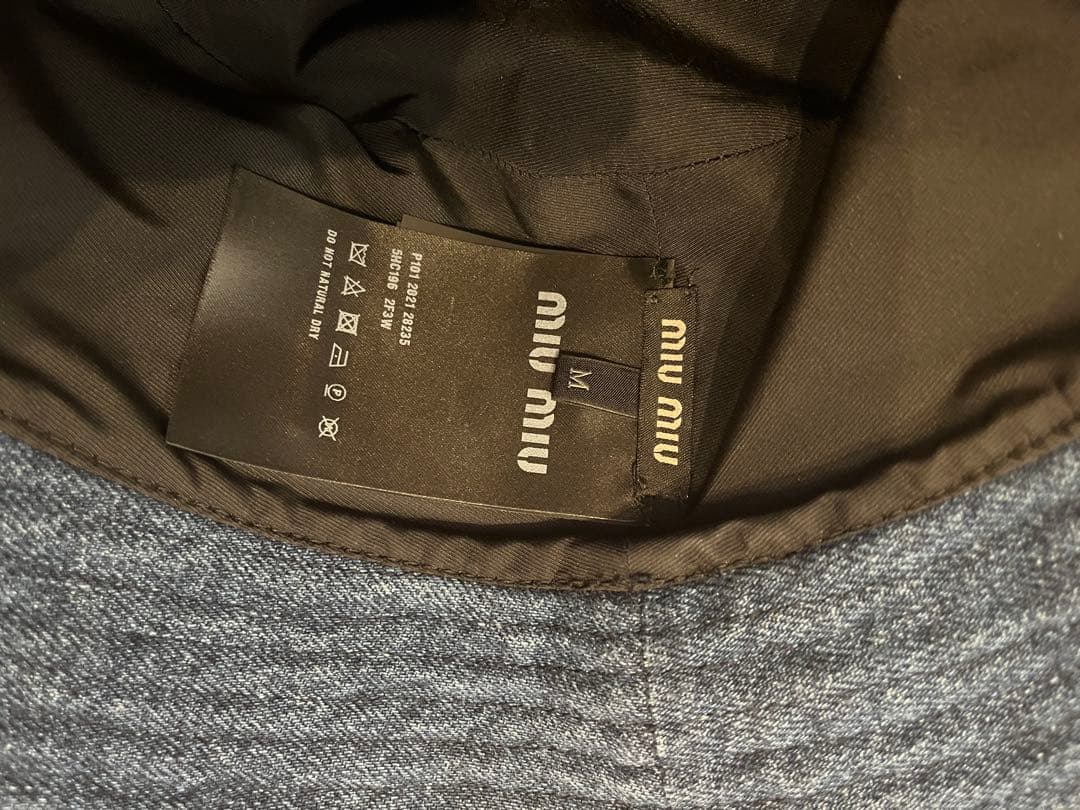 MIU MIU
M
MIU MIU
P101 2021 28235
5HC196 2F3W
DO NOT NATURAL DRY